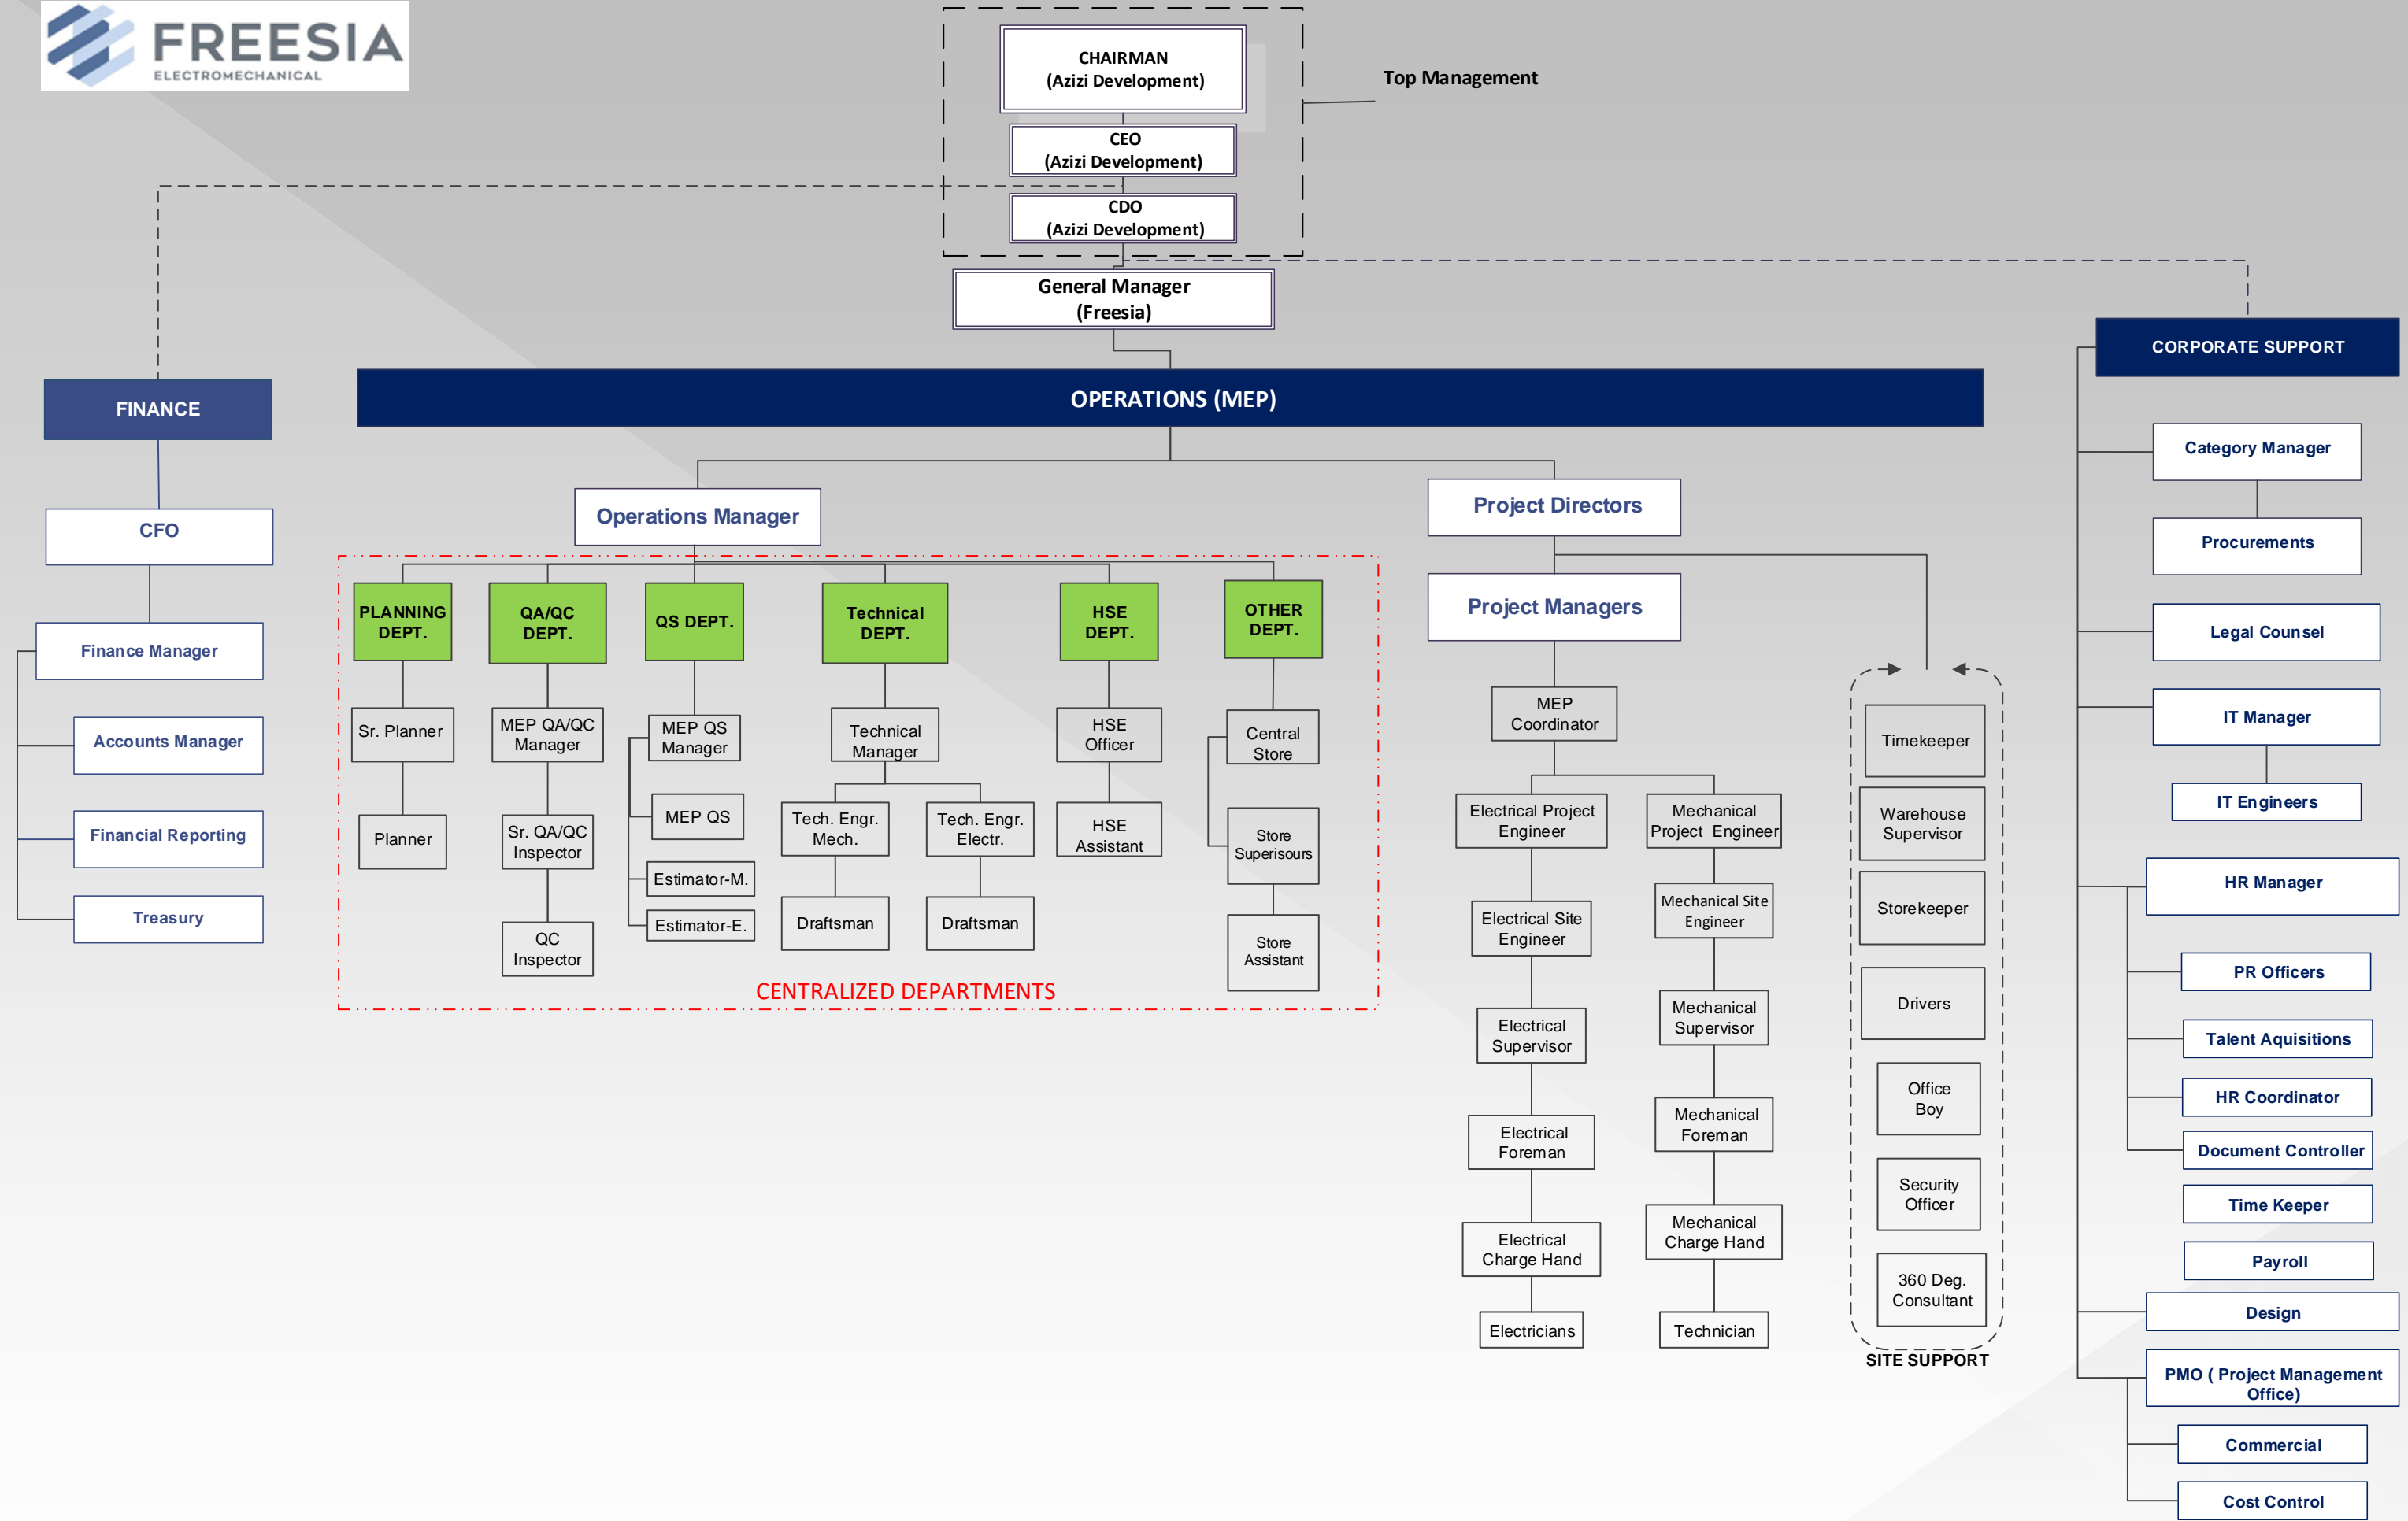 FREESIA
ELECTROMECHANICAL
CHAIRMAN
(Azizi Development)
Top Management
CEO
(Azizi Development)
CDO
(Azizi Development)
General Manager
(Freesia)
FINANCE
CFO
Finance Manager
Accounts Manager
Financial Reporting
Treasury
OPERATIONS (MEP)
Operations Manager
PLANNING
DEPT.
Sr. Planner
Planner
QA/QC
DEPT.
MEP QA/QC
Manager
Sr. QA/QC
Inspector
QC
Inspector
QS DEPT.
MEP QS
Manager
MEP QS
Estimator-M.
Estimator-E.
Technical
DEPT.
Technical
Manager
Tech. Engr.
Mech.
Draftsman
Tech. Engr.
Electr.
Draftsman
HSE
DEPT.
HSE
Officer
HSE
Assistant
OTHER
DEPT.
Central
Store
Store
Superisours
Store
Assistant
CENTRALIZED DEPARTMENTS
Project Directors
Project Managers
MEP
Coordinator
Electrical Project
Engineer
Electrical Site
Engineer
Electrical
Supervisor
Electrical
Foreman
Electrical
Charge Hand
Electricians
Mechanical
Project Engineer
Mechanical Site
Engineer
Mechanical
Supervisor
Mechanical
Foreman
Mechanical
Charge Hand
Technician
Timekeeper
Warehouse
Supervisor
Storekeeper
Drivers
Office
Boy
Security
Officer
360 Deg.
Consultant
SITE SUPPORT
CORPORATE SUPPORT
Category Manager
Procurements
Legal Counsel
IT Manager
IT Engineers
HR Manager
PR Officers
Talent Aquisitions
HR Coordinator
Document Controller
Time Keeper
Payroll
Design
PMO ( Project Management
Office)
Commercial
Cost Control